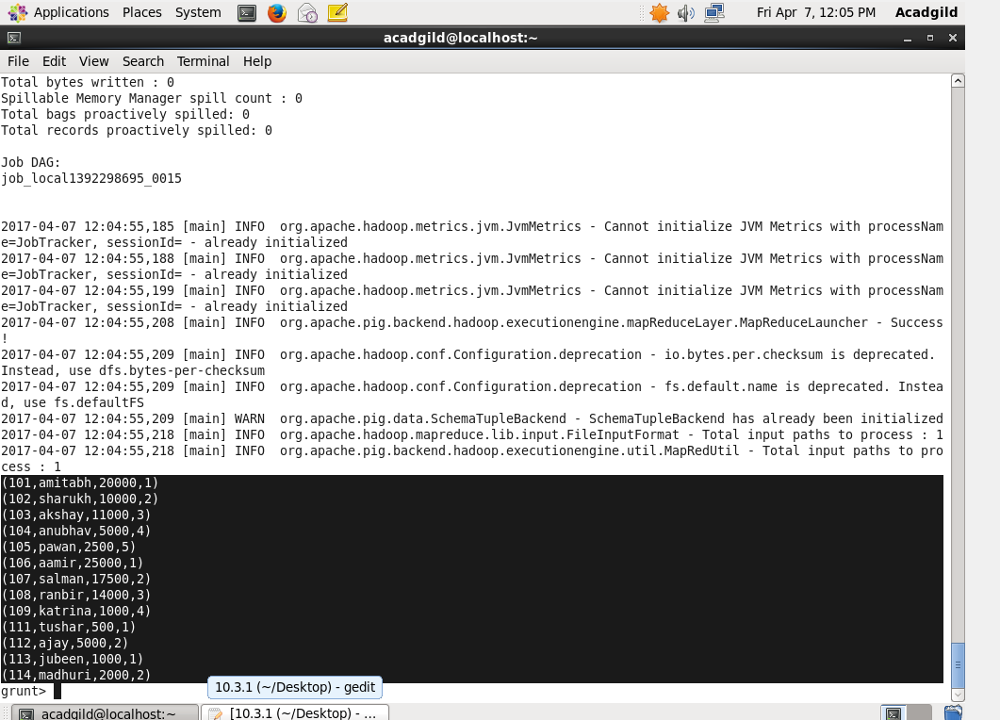 Applications Places System Fri Apr 7, 12:05 PM Acadgild
acadgild@localhost:~
File Edit View Search Terminal Help
Total bytes written : 0
Spillable Memory Manager spill count : 0
Total bags proactively spilled: 0
Total records proactively spilled: 0
Job DAG:
job_local1392298695_0015
2017-04-07 12:04:55,185 [main] INFO  org.apache.hadoop.metrics.jvm.JvmMetrics - Cannot initialize JVM Metrics with processNam
e=JobTracker, sessionId= - already initialized
2017-04-07 12:04:55,188 [main] INFO  org.apache.hadoop.metrics.jvm.JvmMetrics - Cannot initialize JVM Metrics with processNam
e=JobTracker, sessionId= - already initialized
2017-04-07 12:04:55,199 [main] INFO  org.apache.hadoop.metrics.jvm.JvmMetrics - Cannot initialize JVM Metrics with processNam
e=JobTracker, sessionId= - already initialized
2017-04-07 12:04:55,208 [main] INFO  org.apache.pig.backend.hadoop.executionengine.mapReduceLayer.MapReduceLauncher - Success
!
2017-04-07 12:04:55,209 [main] INFO  org.apache.hadoop.conf.Configuration.deprecation - io.bytes.per.checksum is deprecated.
Instead, use dfs.bytes-per-checksum
2017-04-07 12:04:55,209 [main] INFO  org.apache.hadoop.conf.Configuration.deprecation - fs.default.name is deprecated. Instea
d, use fs.defaultFS
2017-04-07 12:04:55,209 [main] WARN  org.apache.pig.data.SchemaTupleBackend - SchemaTupleBackend has already been initialized
2017-04-07 12:04:55,218 [main] INFO  org.apache.hadoop.mapreduce.lib.input.FileInputFormat - Total input paths to process : 1
2017-04-07 12:04:55,218 [main] INFO  org.apache.pig.backend.hadoop.executionengine.util.MapRedUtil - Total input paths to pro
cess : 1
(101,amitabh,20000,1)
(102,sharukh,10000,2)
(103,akshay,11000,3)
(104,anubhav,5000,4)
(105,pawan,2500,5)
(106,aamir,25000,1)
(107,salman,17500,2)
(108,ranbir,14000,3)
(109,katrina,1000,4)
(111,tushar,500,1)
(112,ajay,5000,2)
(113,jubeen,1000,1)
(114,madhuri,2000,2)
grunt>
10.3.1 (~/Desktop) - gedit
acadgild@localhost:~ [10.3.1 (~/Desktop) - ...